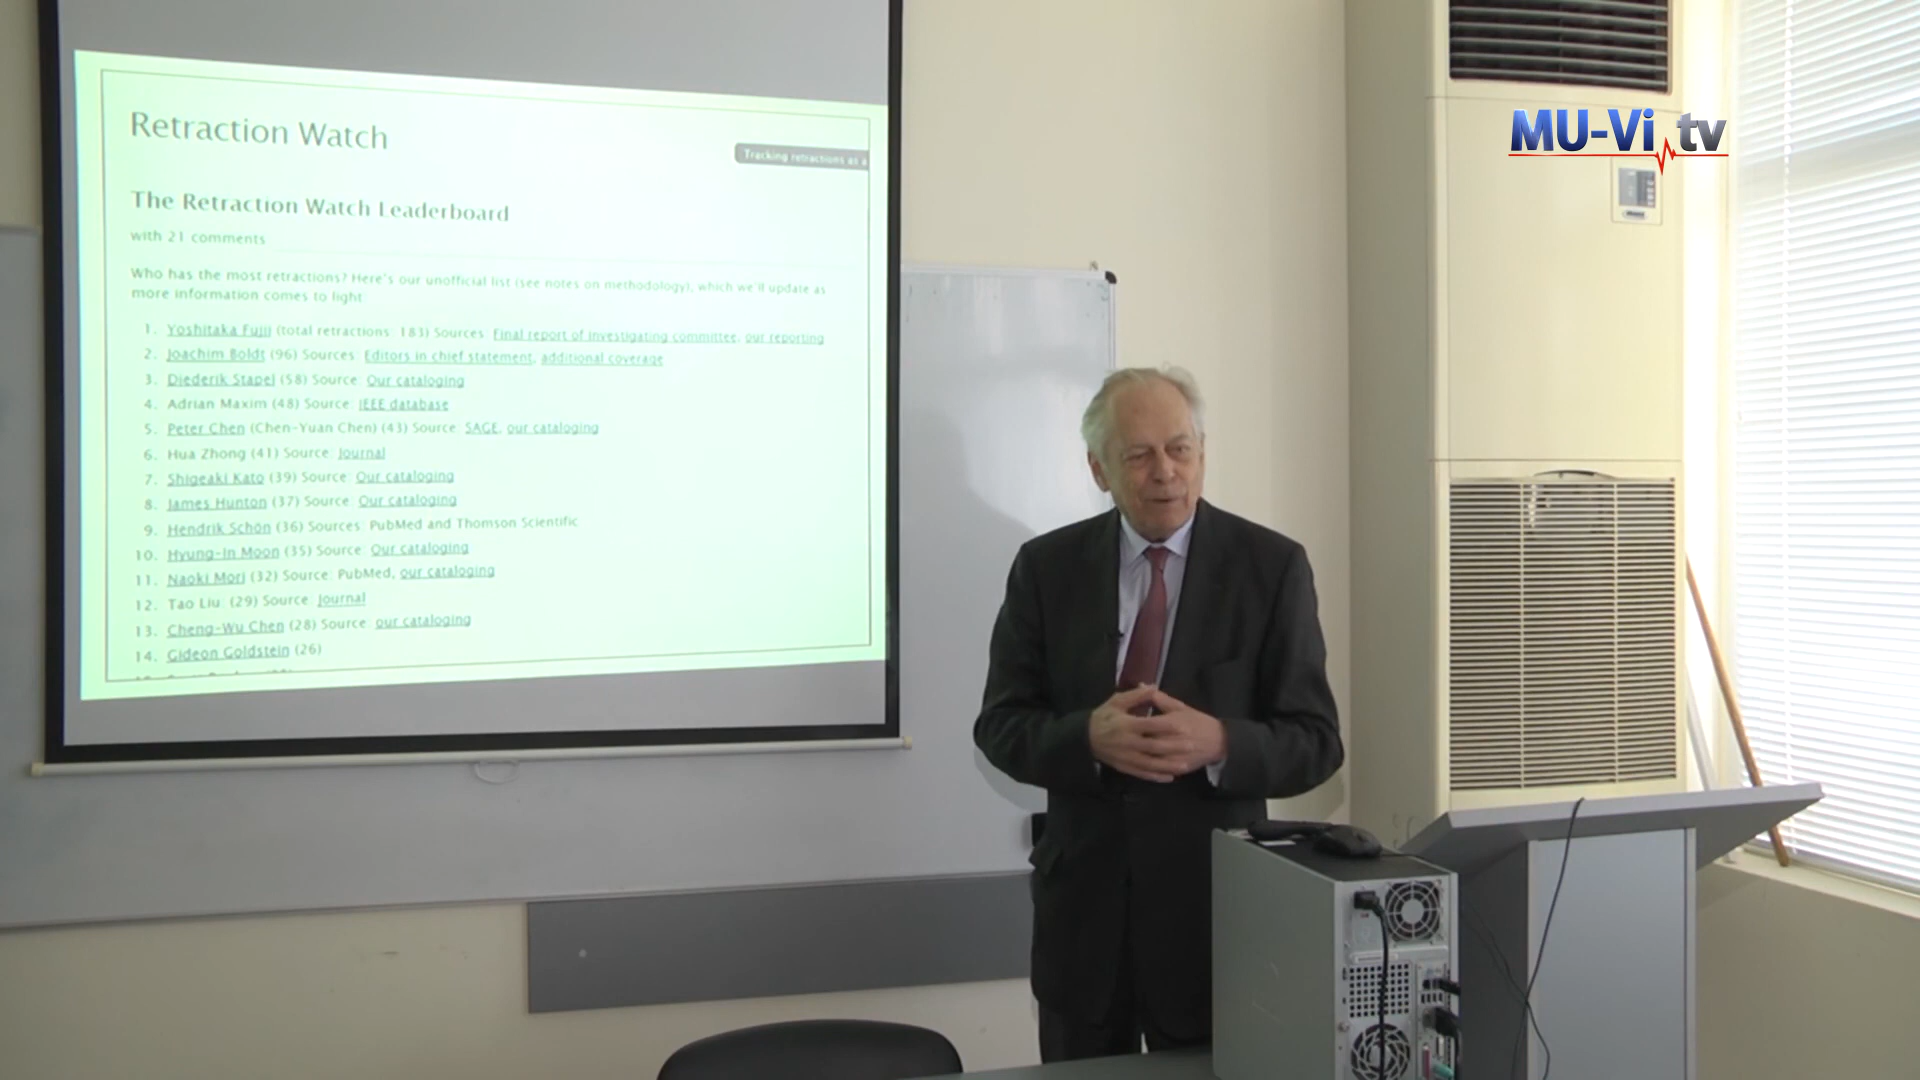 MU-Vi tv
Retraction Watch
Tracking retractions as a
The Retraction Watch Leaderboard
with 21 comments
Who has the most retractions? Here's our unofficial list (see notes on methodology), which we'll update as
more information comes to light
1. Yoshitaka Fujii (total retractions: 183) Sources: Final report of investigating committee, our reporting
2. Joachim Boldt (96) Sources: Editors in chief statement, additional coverage
3. Diederik Stapel (58) Source: Our cataloging
4. Adrian Maxim (48) Source: IEEE database
5. Peter Chen (Chen-Yuan Chen) (43) Source: SAGE, our cataloging
6. Hua Zhong (41) Source: Journal
7. Shigeaki Kato (39) Source: Our cataloging
8. James Hunton (37) Source: Our cataloging
9. Hendrik Schön (36) Sources: PubMed and Thomson Scientific
10. Hyung-In Moon (35) Source: Our cataloging
11. Naoki Mori (32) Source: PubMed, our cataloging
12. Tao Liu (29) Source: Journal
13. Cheng-Wu Chen (28) Source: our cataloging
14. Gideon Goldstein (26)